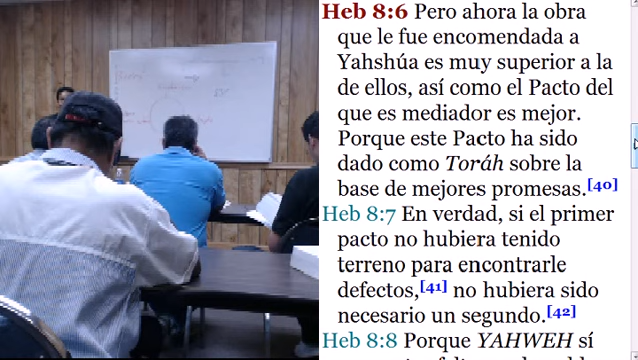 Heb 8:6 Pero ahora la obra
que le fue encomendada a
Yahshúa es muy superior a la
de ellos, así como el Pacto del
que es mediador es mejor.
Porque este Pacto ha sido
dado como Toráh sobre la
base de mejores promesas.[40]
Heb 8:7 En verdad, si el primer
pacto no hubiera tenido
terreno para encontrarle
defectos,[41] no hubiera sido
necesario un segundo.[42]
Heb 8:8 Porque YAHWEH sí